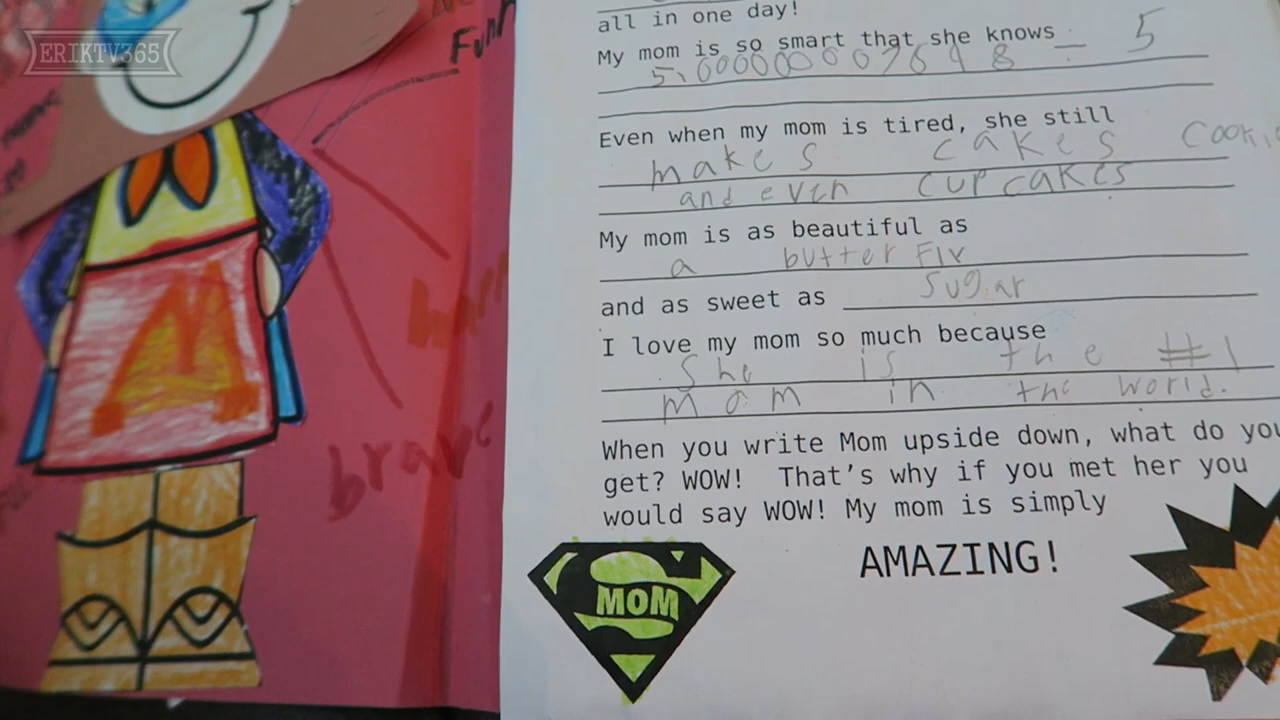 ERIKTV365
Fun
brave
all in one day!
My mom is so smart that she knows 5
Even when my mom is tired, she still
makes cakes cooki
and even cupcakes
My mom is as beautiful as
a butterfly
and as sweet as sugar
I love my mom so much because
She is the #1
mom in the world.
When you write Mom upside down, what do you
get? WOW! That's why if you met her you
would say WOW! My mom is simply
AMAZING!
MOM